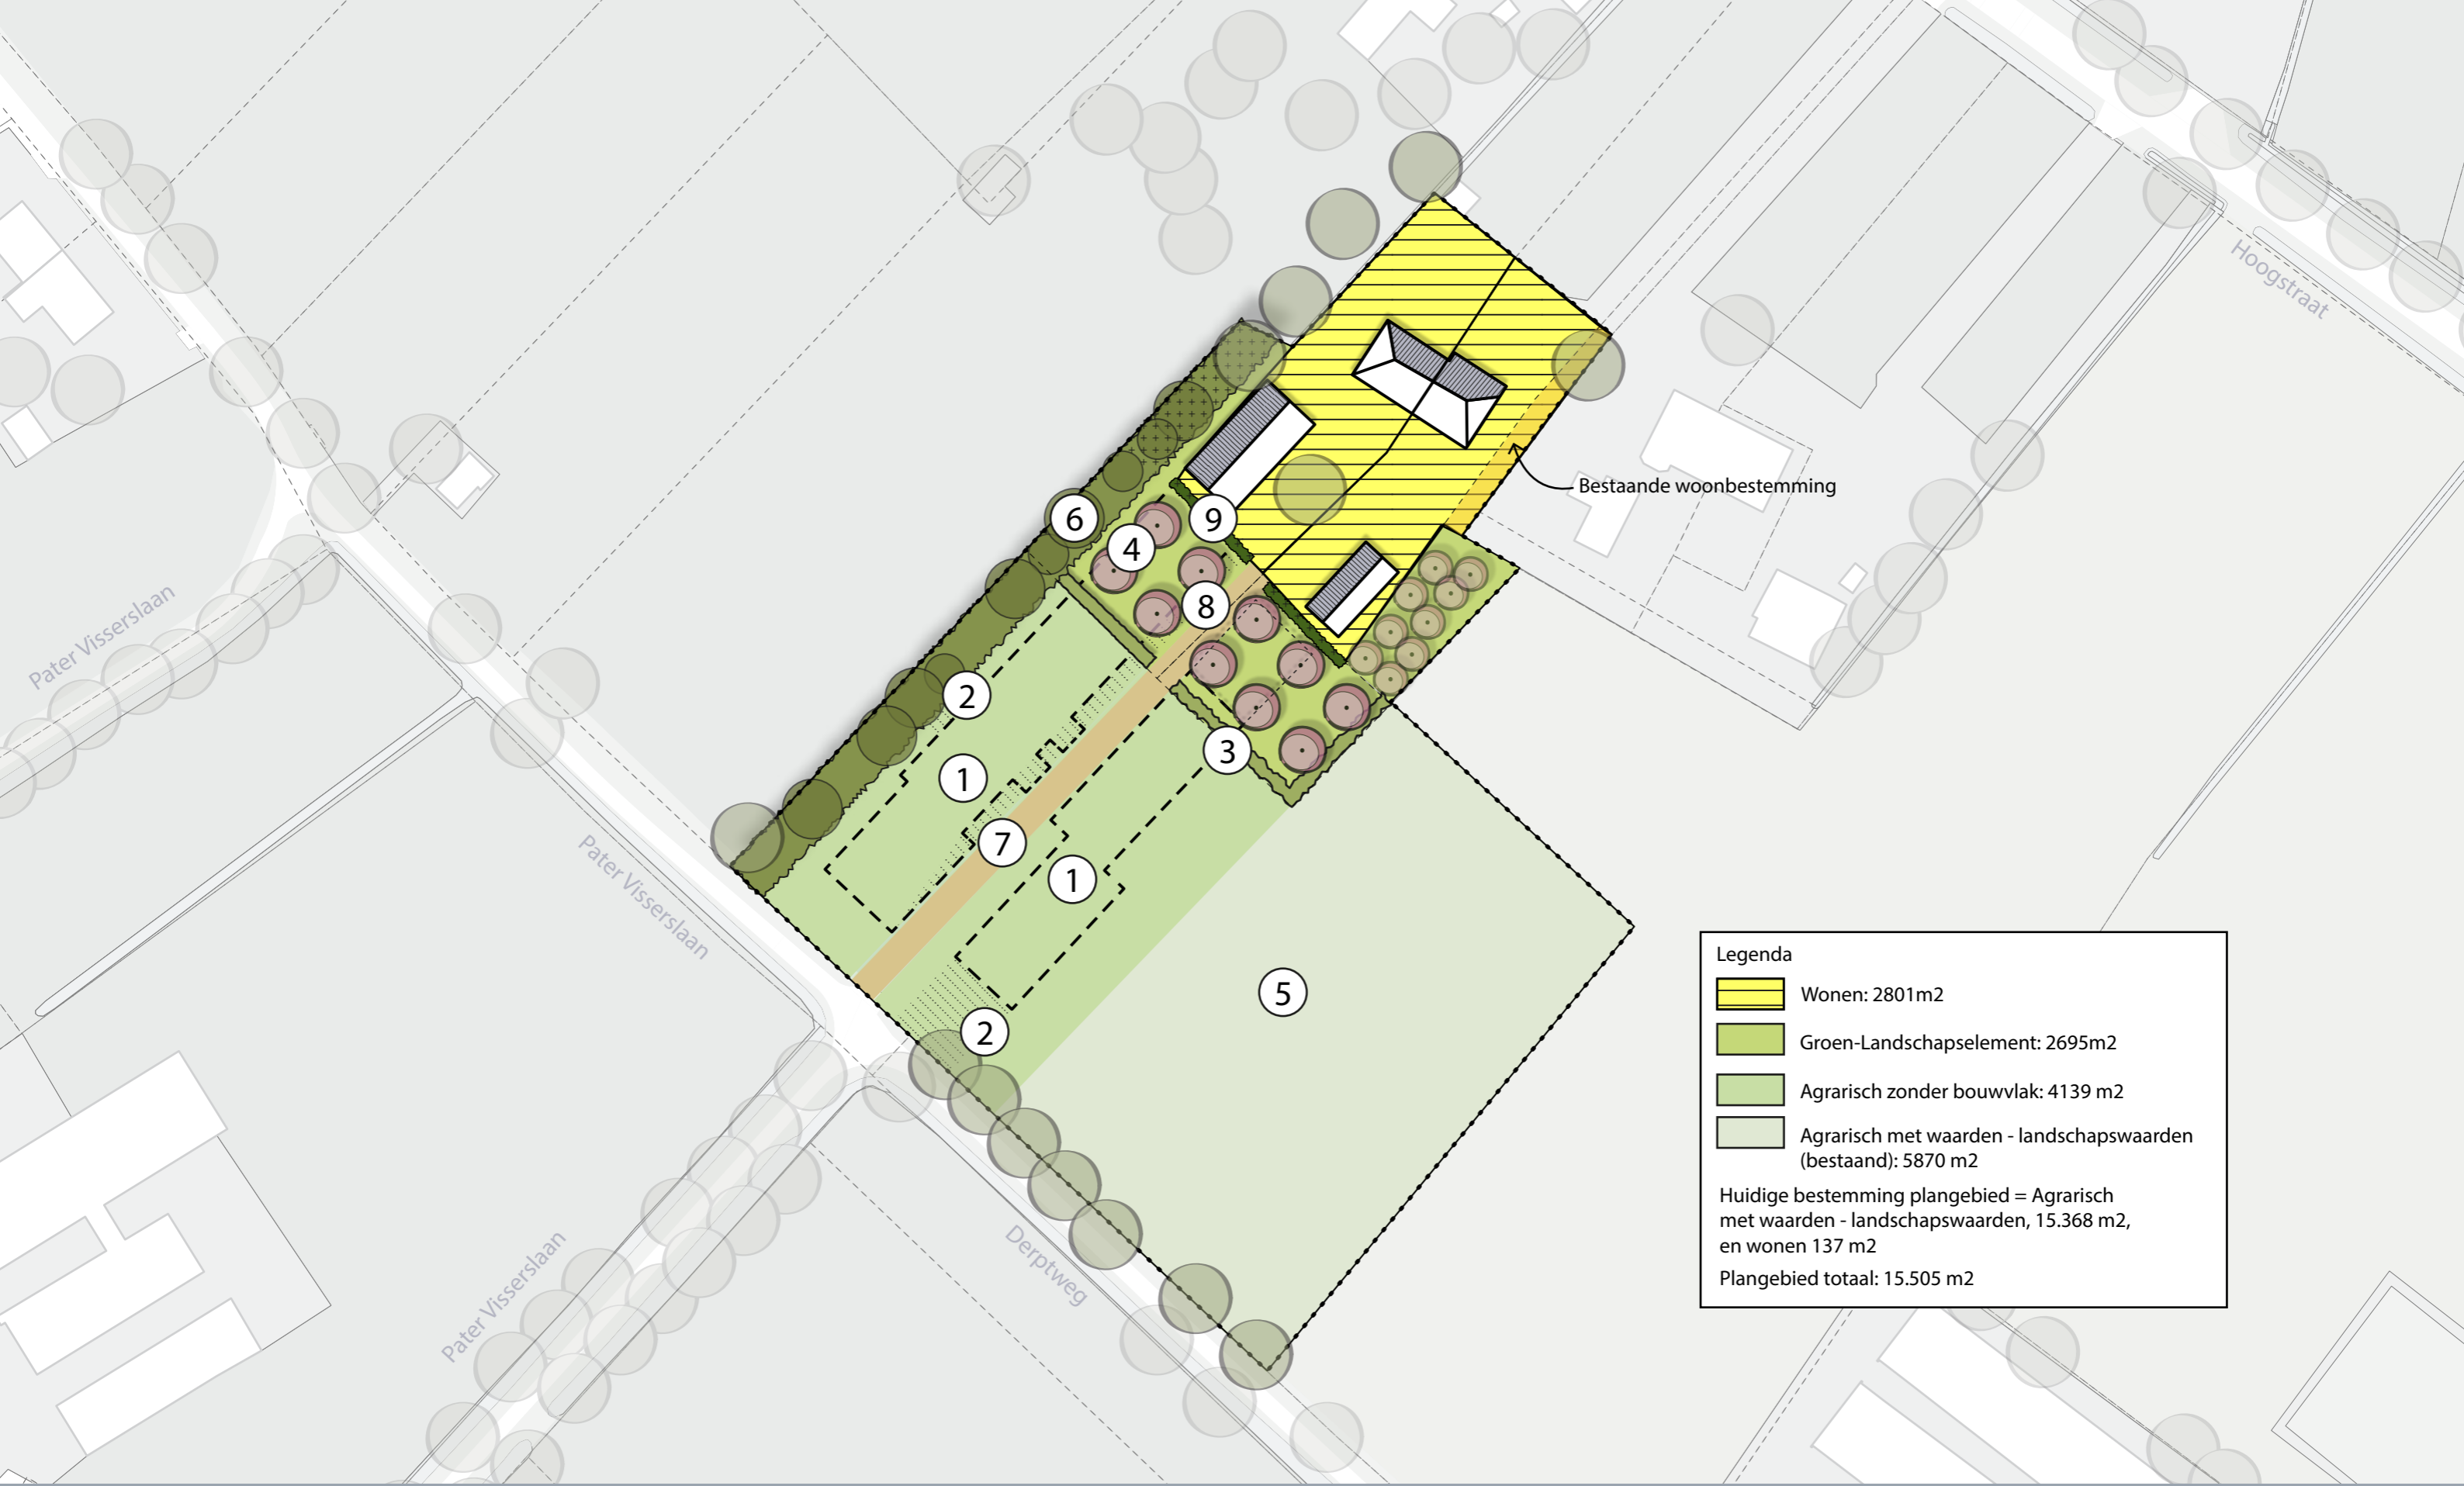 Hoogstraat
Bestaande woonbestemming
6
9
4
8
Pater Visserslaan
2
3
1
7
Pater Visserslaan
1
5
2
Derptweg
Pater Visserslaan
Legenda
Wonen: 2801m2
Groen-Landschapselement: 2695m2
Agrarisch zonder bouwvlak: 4139 m2
Agrarisch met waarden - landschapswaarden
(bestaand): 5870 m2
Huidige bestemming plangebied = Agrarisch
met waarden - landschapswaarden, 15.368 m2,
en wonen 137 m2
Plangebied totaal: 15.505 m2